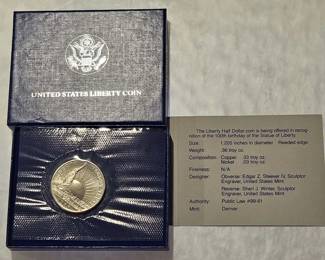 UNITED STATES LIBERTY COIN
The Liberty Half Dollar coin is being offered in recog-
nition of the 100th birthday of the Statue of Liberty.
Size: 1.205 inches in diameter Reeded edge
Weight: .36 troy oz.
Composition: Copper: .33 troy oz.
Nickel: .03 troy oz.
Fineness: N/A
Designer: Obverse: Edgar Z. Steever IV, Sculptor
Engraver, United States Mint
Reverse: Sherl J. Winter, Sculptor
Engraver, United States Mint
Authority: Public Law #99-61
Mint: Denver